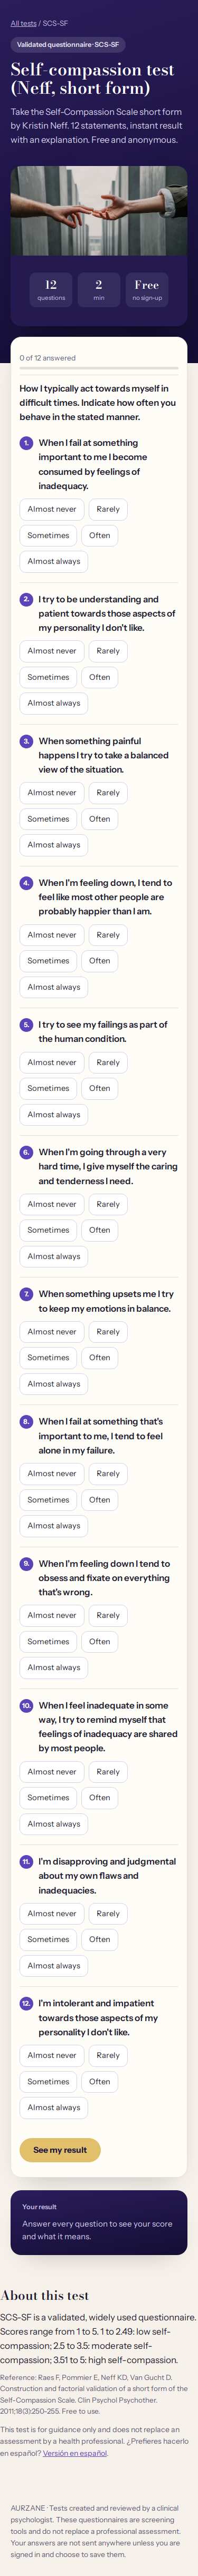 All tests / SCS-SF
Validated questionnaire · SCS-SF
Self-compassion test
(Neff, short form)
Take the Self-Compassion Scale short form
by Kristin Neff. 12 statements, instant result
with an explanation. Free and anonymous.
12
questions
2
min
Free
no sign-up
0 of 12 answered
How I typically act towards myself in
difficult times. Indicate how often you
behave in the stated manner.
1. When I fail at something
important to me I become
consumed by feelings of
inadequacy.
Almost never Rarely
Sometimes Often
Almost always
2. I try to be understanding and
patient towards those aspects of
my personality I don't like.
Almost never Rarely
Sometimes Often
Almost always
3. When something painful
happens I try to take a balanced
view of the situation.
Almost never Rarely
Sometimes Often
Almost always
4. When I'm feeling down, I tend to
feel like most other people are
probably happier than I am.
Almost never Rarely
Sometimes Often
Almost always
5. I try to see my failings as part of
the human condition.
Almost never Rarely
Sometimes Often
Almost always
6. When I'm going through a very
hard time, I give myself the caring
and tenderness I need.
Almost never Rarely
Sometimes Often
Almost always
7. When something upsets me I try
to keep my emotions in balance.
Almost never Rarely
Sometimes Often
Almost always
8. When I fail at something that's
important to me, I tend to feel
alone in my failure.
Almost never Rarely
Sometimes Often
Almost always
9. When I'm feeling down I tend to
obsess and fixate on everything
that's wrong.
Almost never Rarely
Sometimes Often
Almost always
10. When I feel inadequate in some
way, I try to remind myself that
feelings of inadequacy are shared
by most people.
Almost never Rarely
Sometimes Often
Almost always
11. I'm disapproving and judgmental
about my own flaws and
inadequacies.
Almost never Rarely
Sometimes Often
Almost always
12. I'm intolerant and impatient
towards those aspects of my
personality I don't like.
Almost never Rarely
Sometimes Often
Almost always
See my result
Your result
Answer every question to see your score
and what it means.
About this test
SCS-SF is a validated, widely used questionnaire.
Scores range from 1 to 5. 1 to 2.49: low self-
compassion; 2.5 to 3.5: moderate self-
compassion; 3.51 to 5: high self-compassion.
Reference: Raes F, Pommier E, Neff KD, Van Gucht D.
Construction and factorial validation of a short form of the
Self-Compassion Scale. Clin Psychol Psychother.
2011;18(3):250-255. Free to use.
This test is for guidance only and does not replace an
assessment by a health professional. ¿Prefieres hacerlo
en español? Versión en español.
AURZANE · Tests created and reviewed by a clinical
psychologist. These questionnaires are screening
tools and do not replace a professional assessment.
Your answers are not sent anywhere unless you are
signed in and choose to save them.